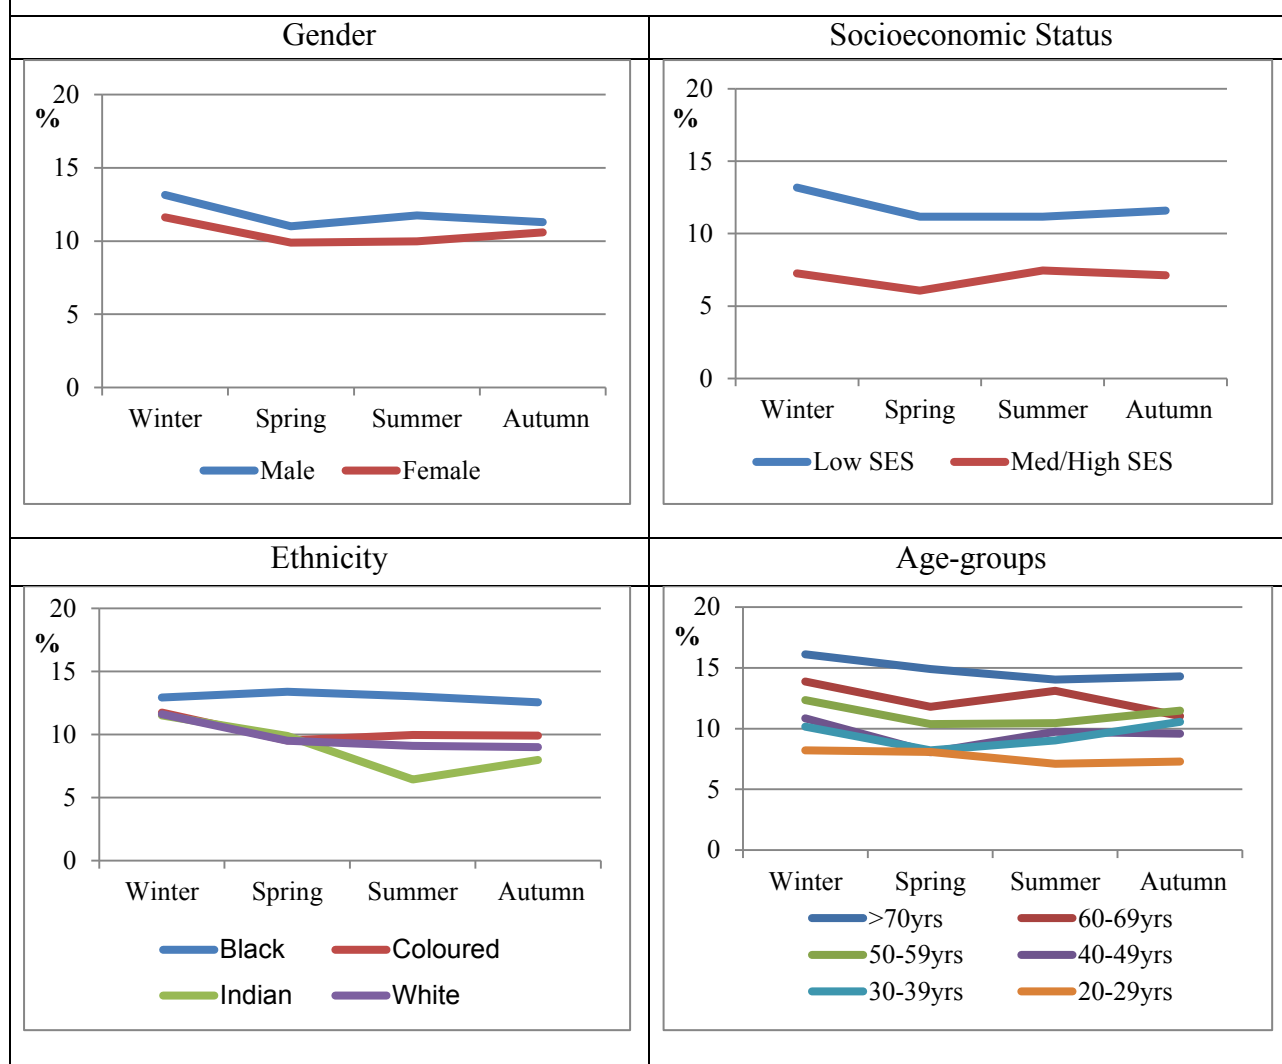 Gender
Socioeconomic Status
%
20
15
10
5
0
Winter Spring Summer Autumn
Male Female
%
20
15
10
5
0
Winter Spring Summer Autumn
Low SES Med/High SES
Ethnicity
Age-groups
%
20
15
10
5
0
Winter Spring Summer Autumn
Black Coloured
Indian White
%
20
15
10
5
0
Winter Spring Summer Autumn
>70yrs 60-69yrs
50-59yrs 40-49yrs
30-39yrs 20-29yrs